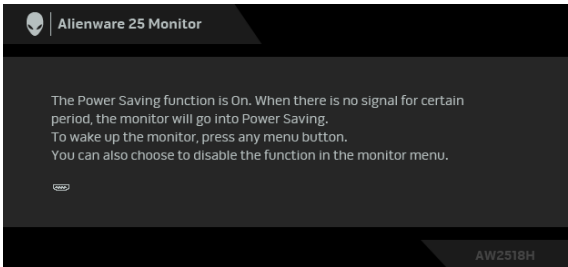 Alienware 25 Monitor
The Power Saving function is On. When there is no signal for certain
period, the monitor will go into Power Saving.
To wake up the monitor, press any menu button.
You can also choose to disable the function in the monitor menu.
AW2518H